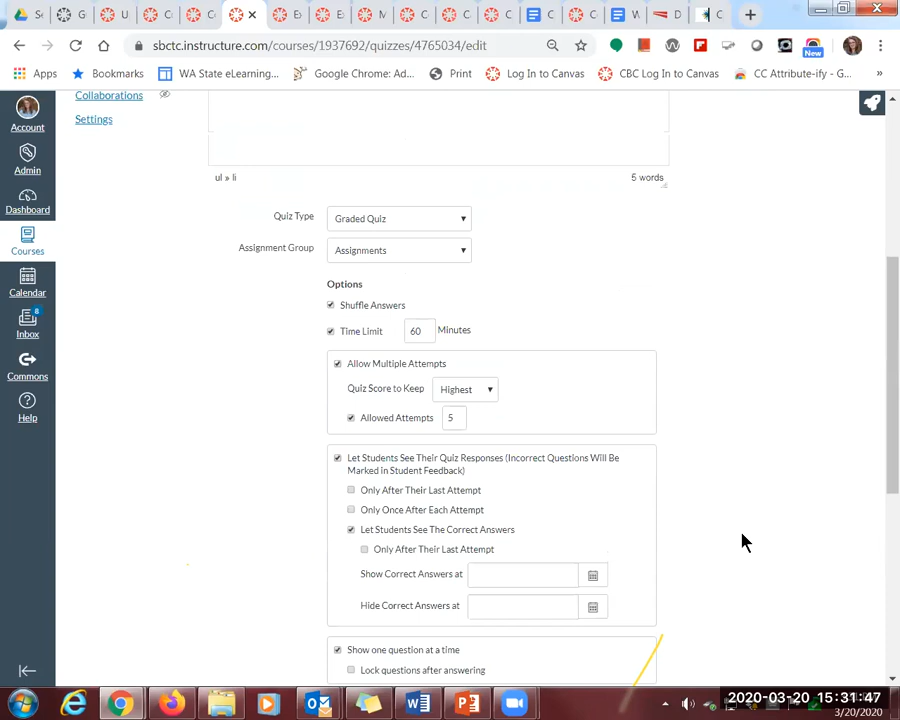 Se
G
U
C
C
Es
Es
M
C
C
C
C
C
W
D
C
sbctc.instructure.com/courses/1937692/quizzes/4765034/edit
New
Apps
Bookmarks
WA State eLearning...
Google Chrome: Ad...
Print
Log In to Canvas
CBC Log In to Canvas
CC Attribute-ify - G...
»
Account
Admin
Dashboard
Courses
Calendar
8
Inbox
Commons
Help
Collaborations
Settings
ul » li
5 words
Quiz Type
Graded Quiz
Assignment Group
Assignments
Options
Shuffle Answers
Time Limit 60 Minutes
Allow Multiple Attempts
Quiz Score to Keep Highest
Allowed Attempts 5
Let Students See Their Quiz Responses (Incorrect Questions Will Be
Marked in Student Feedback)
Only After Their Last Attempt
Only Once After Each Attempt
Let Students See The Correct Answers
Only After Their Last Attempt
Show Correct Answers at
Hide Correct Answers at
Show one question at a time
Lock questions after answering
2020-03-20 15:31:47
3/20/2020